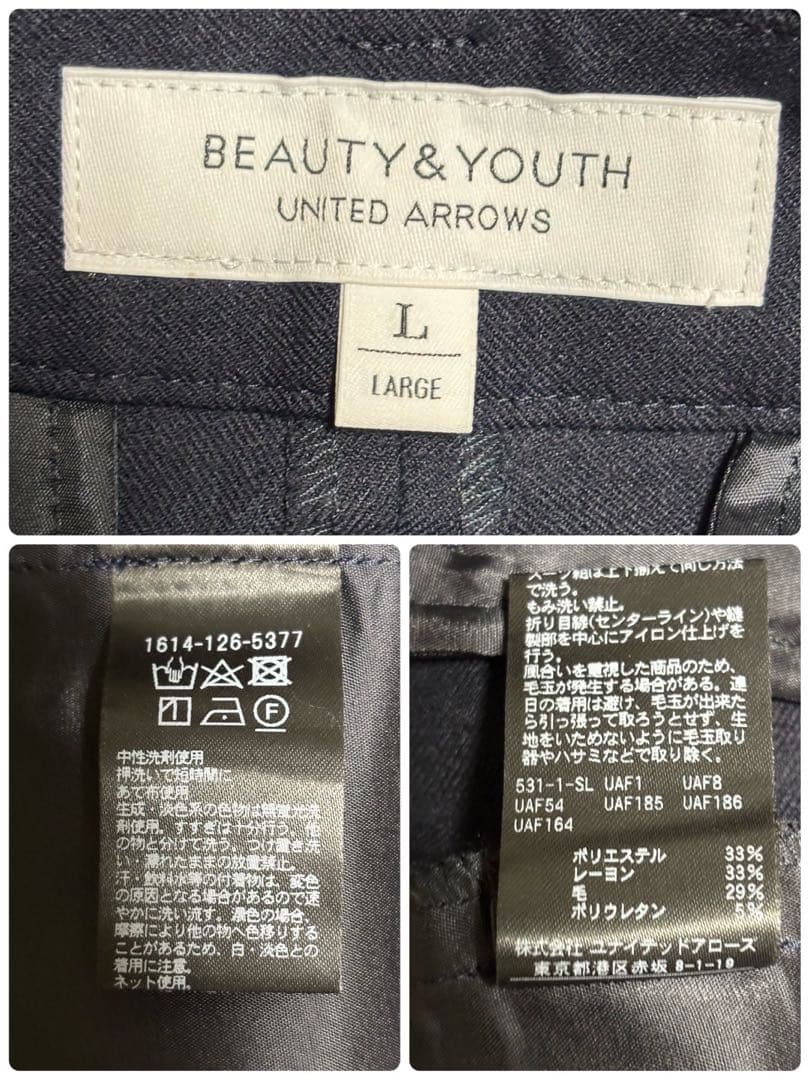 BEAUTY&YOUTH
UNITED ARROWS
L
LARGE
1614-126-5377
中性洗剤使用
押洗いで短時間に
あて布使用
生成・淡色系の色物は無蛍光洗
剤使用。すすぎは十分行う。他
の物と分けて洗う。つけ置き洗
い・濡れたままの放置禁止。
汗・飲料水等の付着物は、変色
の原因となる場合があるので速
やかに洗い流す。濃色の場合、
摩擦により他の物へ色移りする
ことがあるため、白・淡色との
着用に注意。
ネット使用。
スーツ組は上下揃えて同じ方法
で洗う。
もみ洗い禁止。
折り目線(センターライン)や縫
製部を中心にアイロン仕上げを
行う。
風合いを重視した商品のため、
毛玉が発生する場合がある。連
日の着用は避け、毛玉が出来た
ら引っ張って取ろうとせず、生
地をいためないように毛玉取り
器やハサミなどで取り除く。
531-1-SL UAF1 UAF8
UAF54 UAF185 UAF186
UAF164
ポリエステル 33%
レーヨン 33%
毛 29%
ポリウレタン 5%
株式会社 ユナイテッドアローズ
東京都港区赤坂 8-1-19